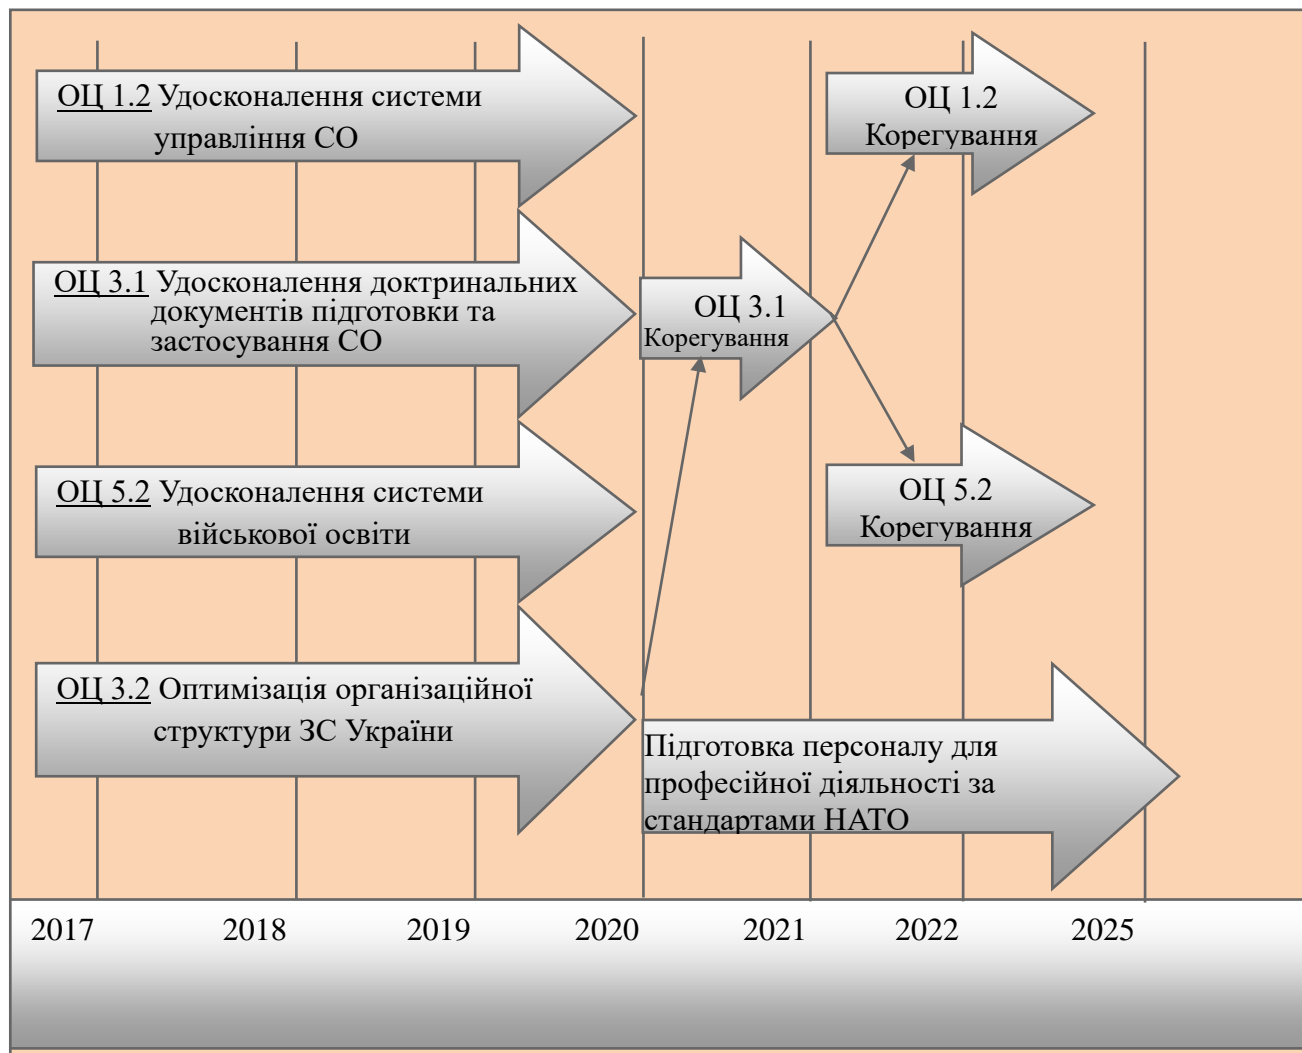 ОЦ 1.2 Удосконалення системи
управління СО
ОЦ 1.2
Корегування
ОЦ 3.1 Удосконалення доктринальних
документів підготовки та
застосування СО
ОЦ 3.1
Корегування
ОЦ 5.2 Удосконалення системи
військової освіти
ОЦ 5.2
Корегування
ОЦ 3.2 Оптимізація організаційної
структури ЗС України
Підготовка персоналу для
професійної діяльності за
стандартами НАТО
2017 2018 2019 2020 2021 2022 2025